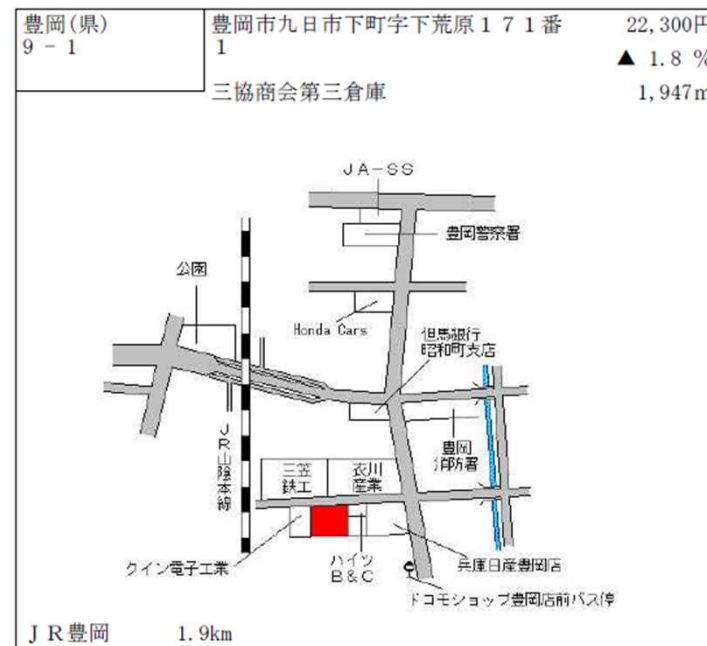 豊岡(県)
9 - 1
豊岡市九日市下町字下荒原１７１番
1
22,300円
▲ 1.8 %
三協商会第三倉庫
1,947㎡
JA-SS
豊岡警察署
公園
Honda Cars
但馬銀行
昭和町支店
JR山陰本線
豊岡
消防署
三笠
鉄工
衣川
産業
クイン電子工業
ハイツ
B&C
兵庫日産豊岡店
ドコモショップ豊岡店前バス停
ＪＲ豊岡
1.9km